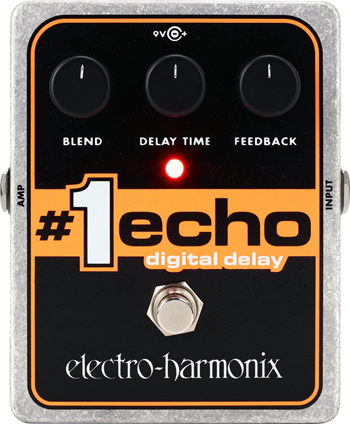 9V
BLEND DELAY TIME FEEDBACK
AMP
INPUT
#1echo
digital delay
electro-harmonix